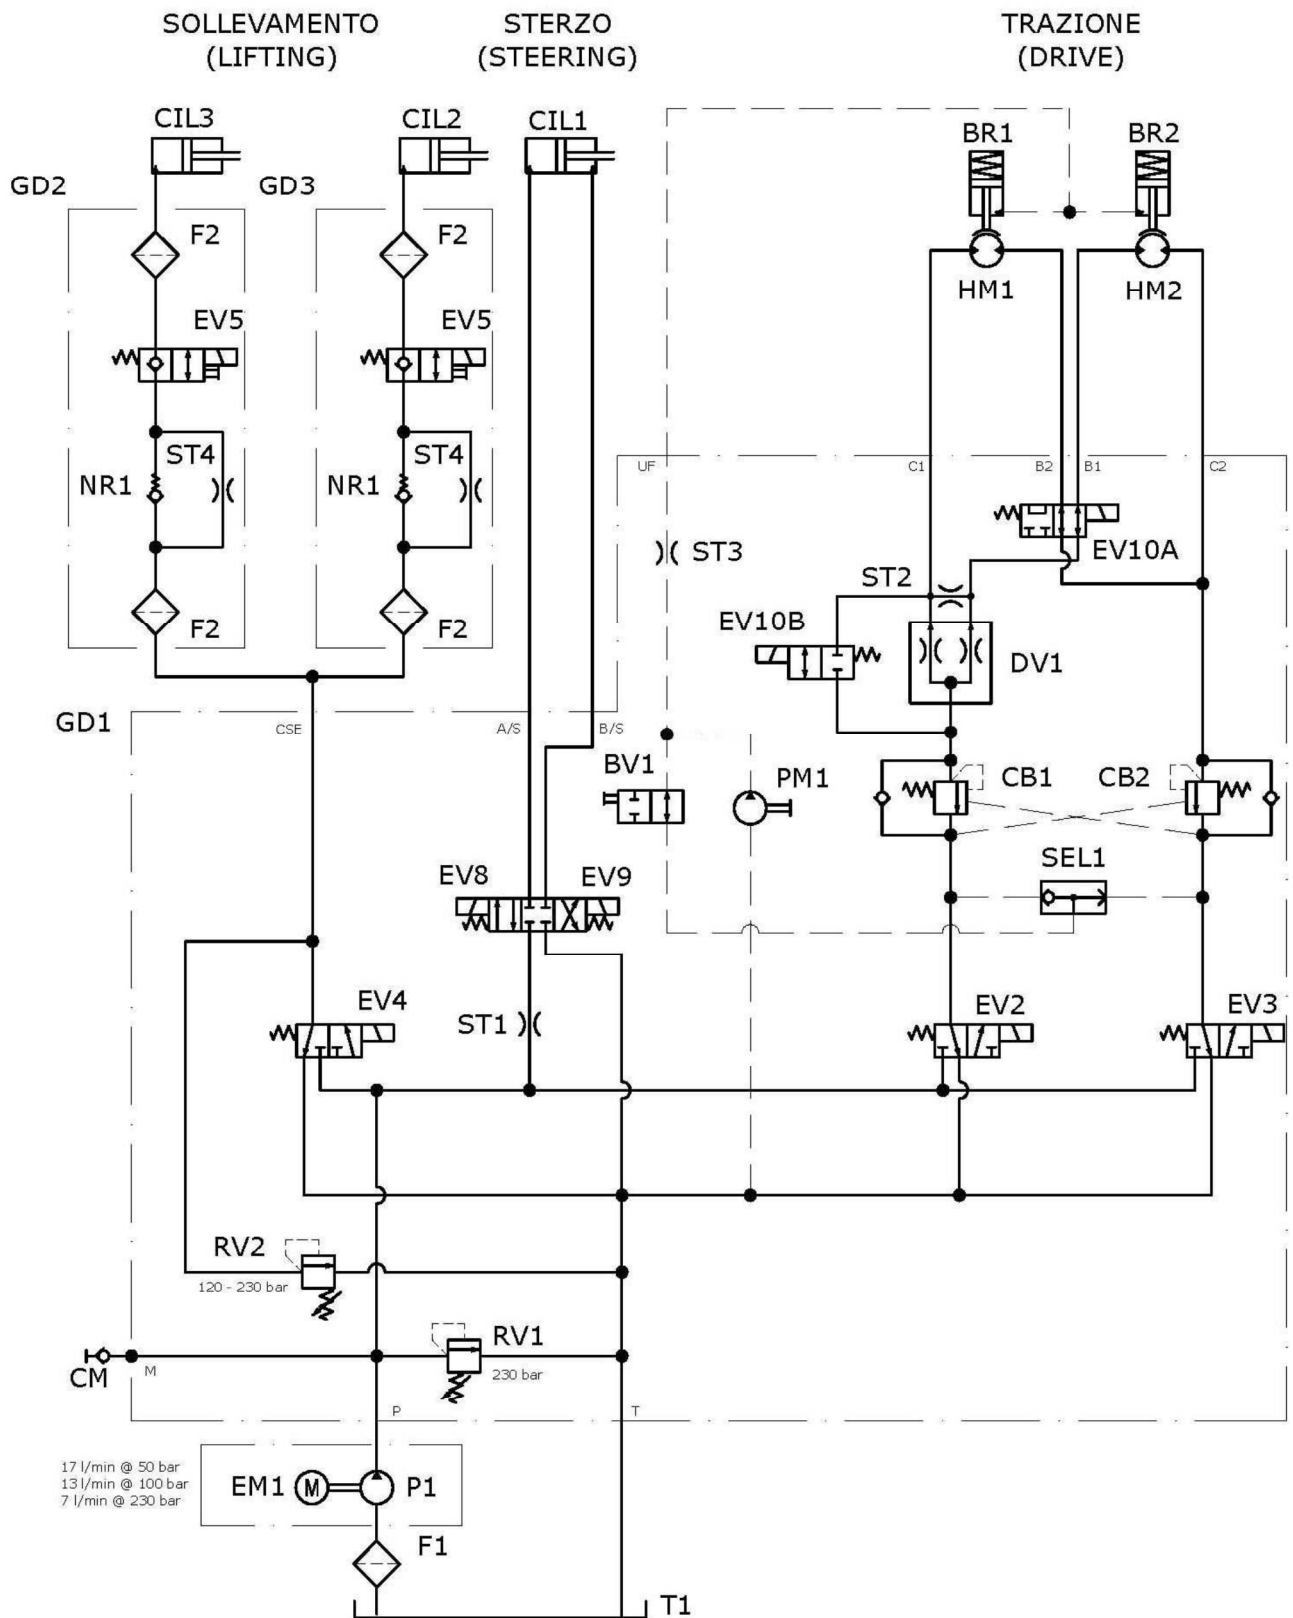 SOLLEVAMENTO
(LIFTING)
STERZO
(STEERING)
TRAZIONE
(DRIVE)
CIL3
CIL2
CIL1
BR1
BR2
GD2
GD3
F2
F2
HM1
HM2
EV5
EV5
UF
C1
B2
B1
C2
ST4
ST4
NR1
NR1
ST3
EV10A
ST2
EV10B
F2
F2
DV1
GD1
CSE
A/S
B/S
BV1
PM1
CB1
CB2
SEL1
EV8
EV9
EV4
ST1
EV2
EV3
RV2
120 - 230 bar
RV1
230 bar
CM
M
P
T
17 l/min @ 50 bar
13 l/min @ 100 bar
7 l/min @ 230 bar
EM1
M
P1
F1
T1